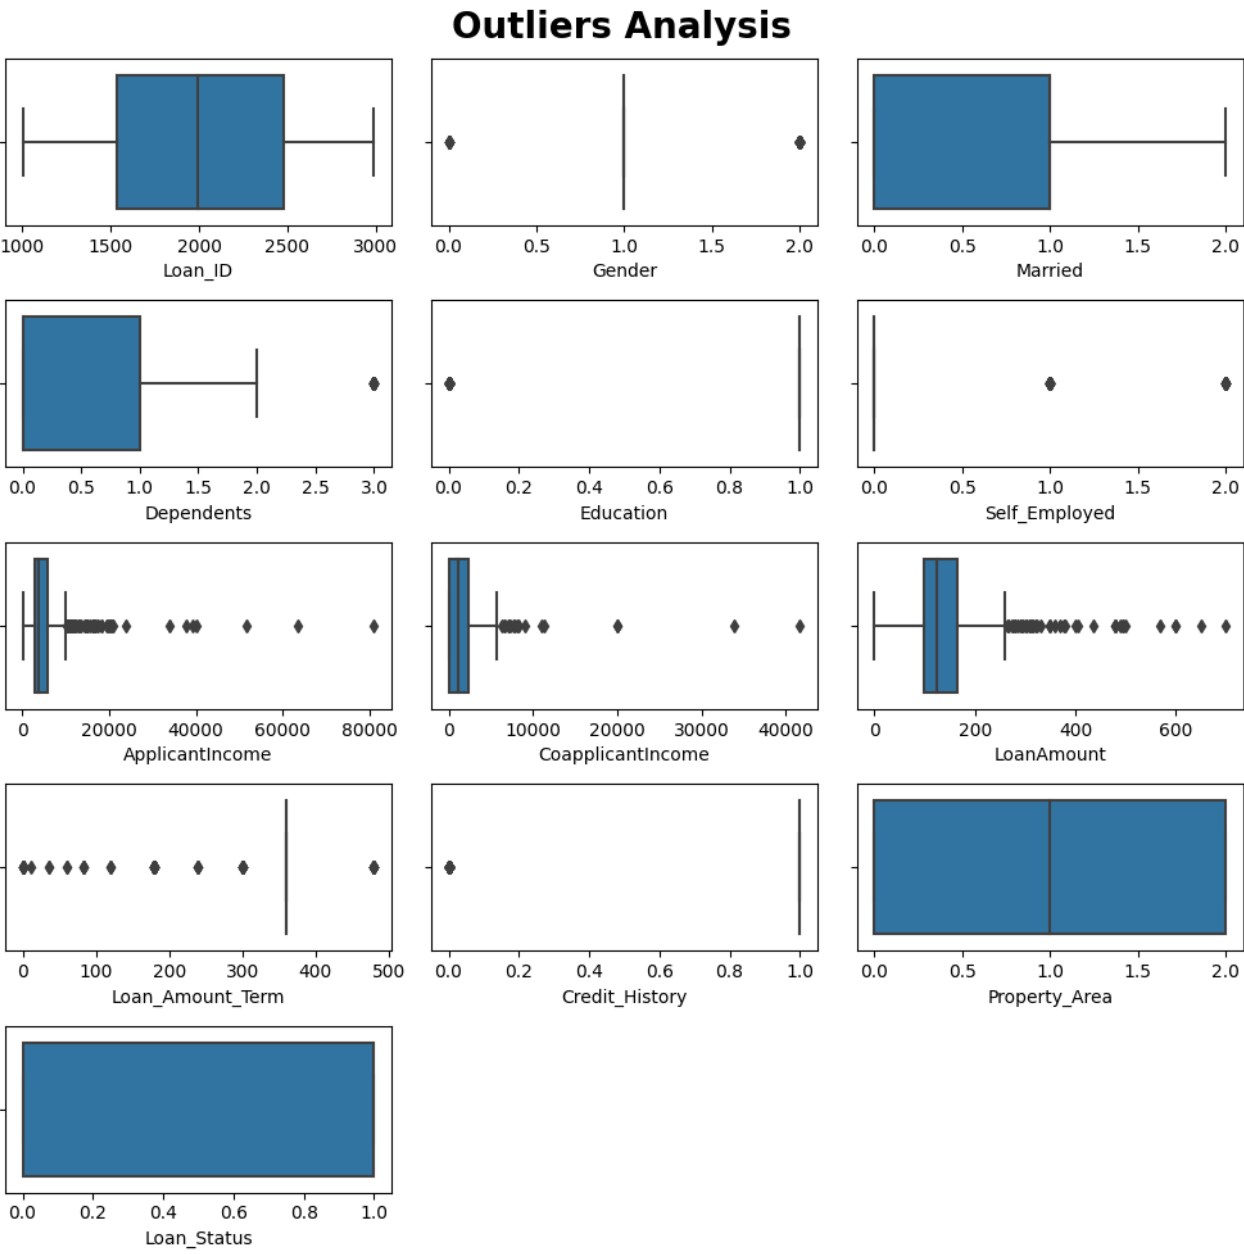 Outliers Analysis
1000 1500 2000 2500 3000
Loan_ID
0.0 0.5 1.0 1.5 2.0
Gender
0.0 0.5 1.0 1.5 2.0
Married
0.0 0.5 1.0 1.5 2.0 2.5 3.0
Dependents
0.0 0.2 0.4 0.6 0.8 1.0
Education
0.0 0.5 1.0 1.5 2.0
Self_Employed
0 20000 40000 60000 80000
ApplicantIncome
0 10000 20000 30000 40000
CoapplicantIncome
0 200 400 600
LoanAmount
0 100 200 300 400 500
Loan_Amount_Term
0.0 0.2 0.4 0.6 0.8 1.0
Credit_History
0.0 0.5 1.0 1.5 2.0
Property_Area
0.0 0.2 0.4 0.6 0.8 1.0
Loan_Status